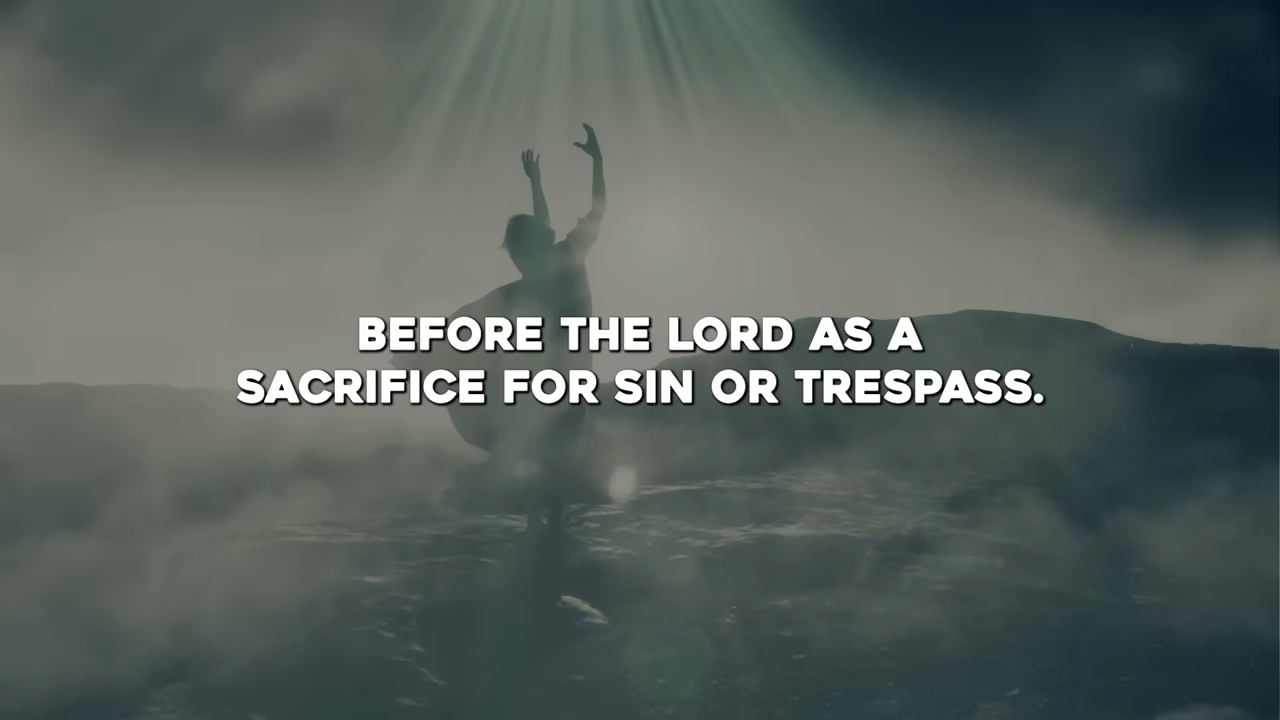 BEFORE THE LORD AS A
SACRIFICE FOR SIN OR TRESPASS.